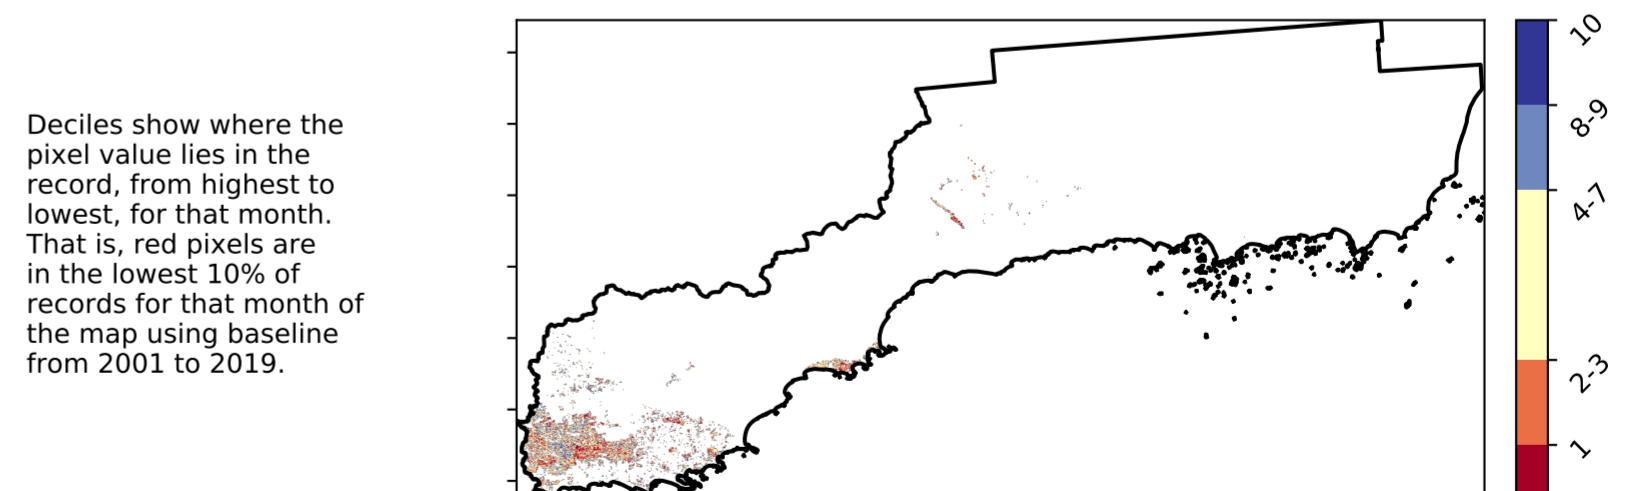 Deciles show where the
pixel value lies in the
record, from highest to
lowest, for that month.
That is, red pixels are
in the lowest 10% of
records for that month of
the map using baseline
from 2001 to 2019.
10
8-9
4-7
2-3
1